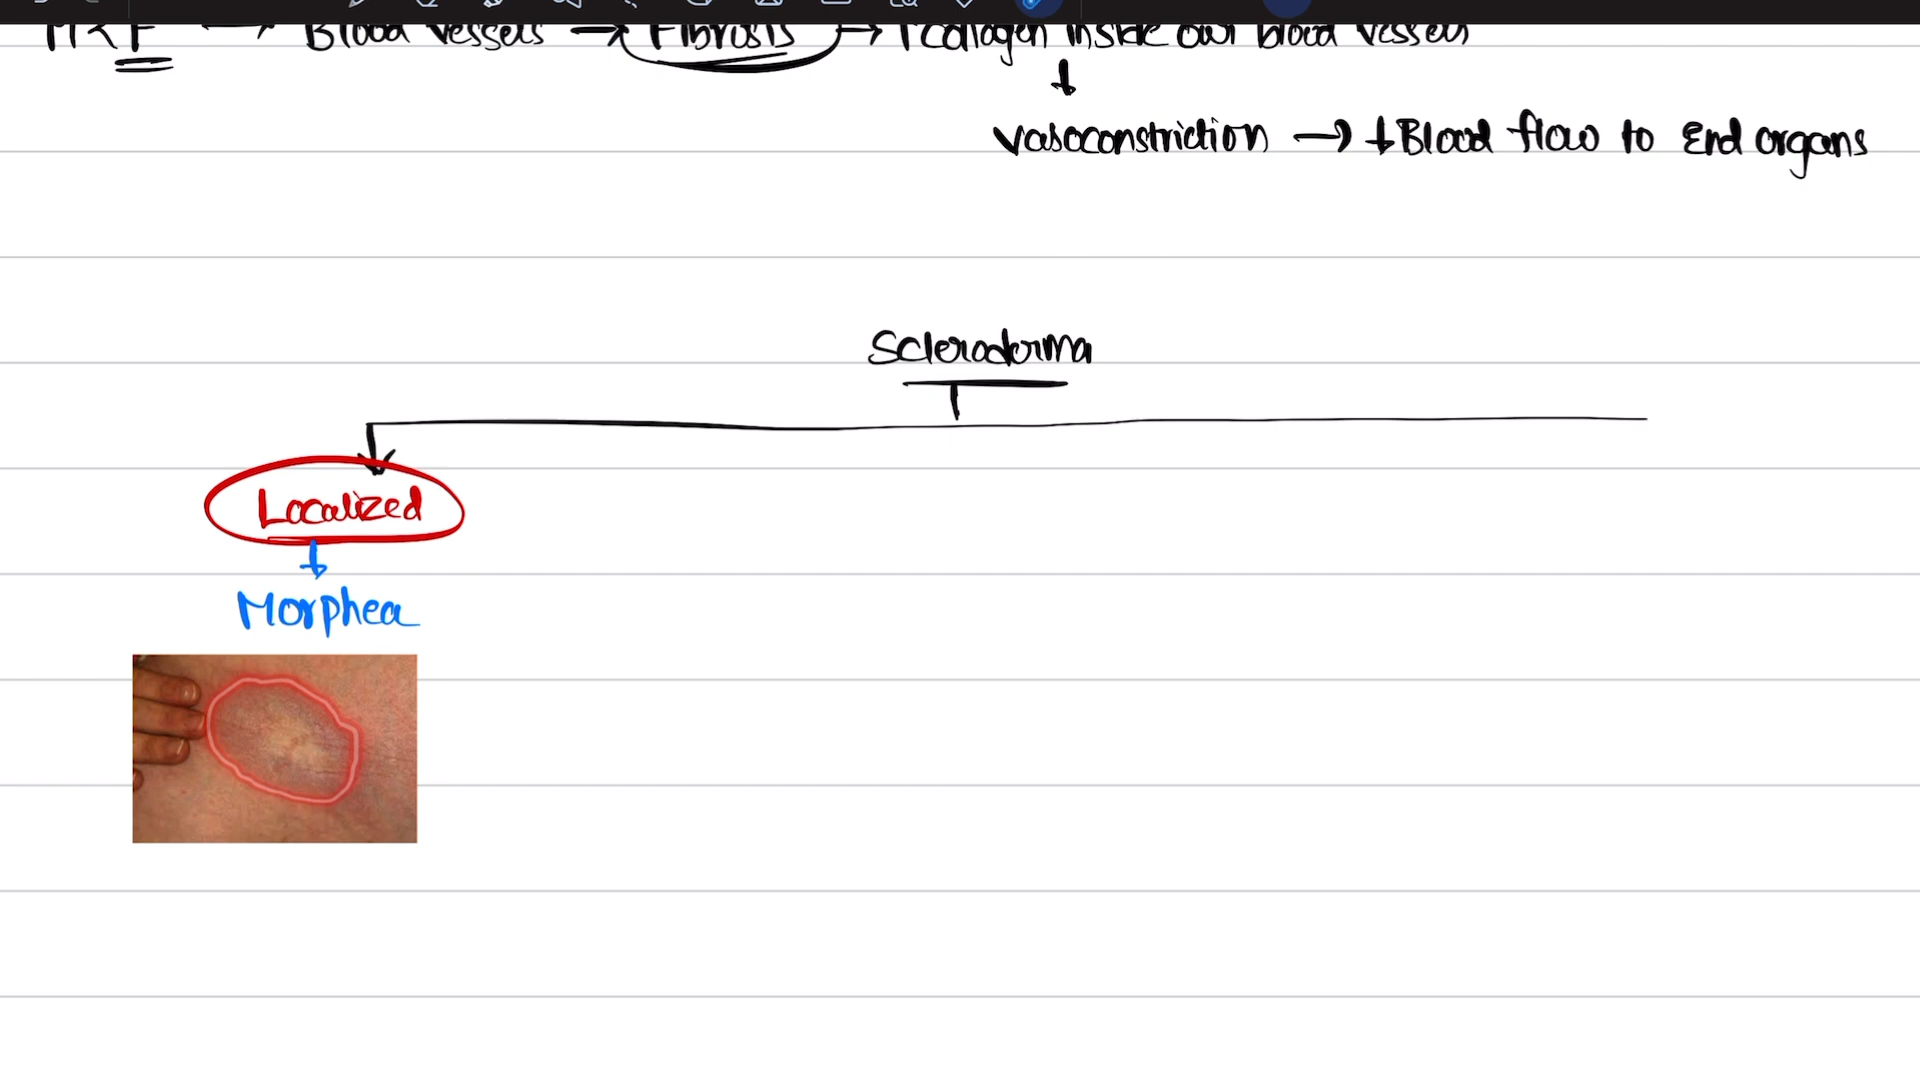 Blood vessels → Fibrosis → ↑collagen inside our blood vessels
↓
vasoconstriction → ↓Blood flow to End organs
Scleroderma
Localized
↓
Morphea